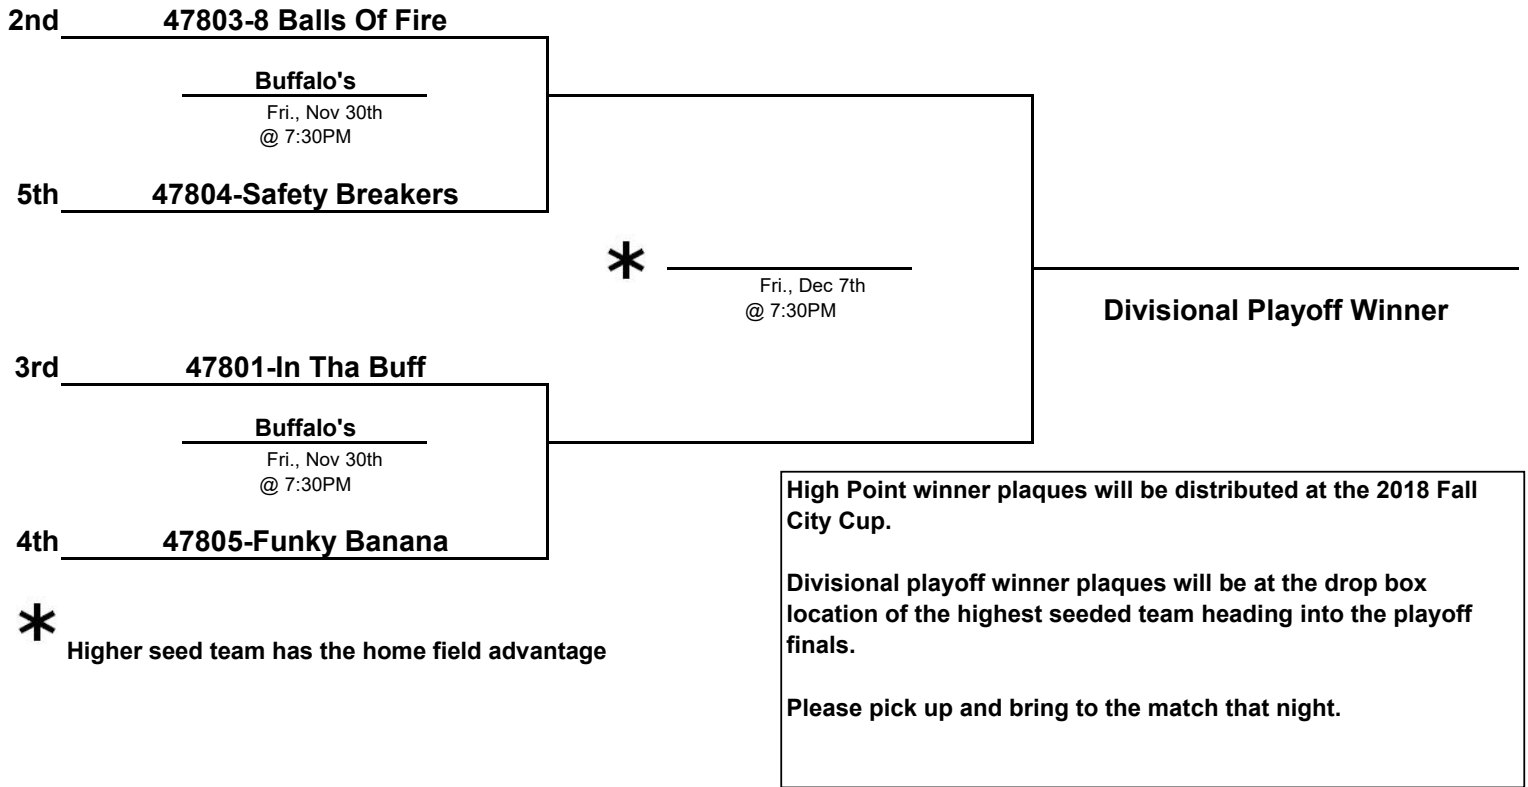 2nd 47803-8 Balls Of Fire
Buffalo's
Fri., Nov 30th
@ 7:30PM
5th 47804-Safety Breakers
*
Fri., Dec 7th
@ 7:30PM
Divisional Playoff Winner
3rd 47801-In Tha Buff
Buffalo's
Fri., Nov 30th
@ 7:30PM
4th 47805-Funky Banana
* Higher seed team has the home field advantage
High Point winner plaques will be distributed at the 2018 Fall
City Cup.
Divisional playoff winner plaques will be at the drop box
location of the highest seeded team heading into the playoff
finals.
Please pick up and bring to the match that night.